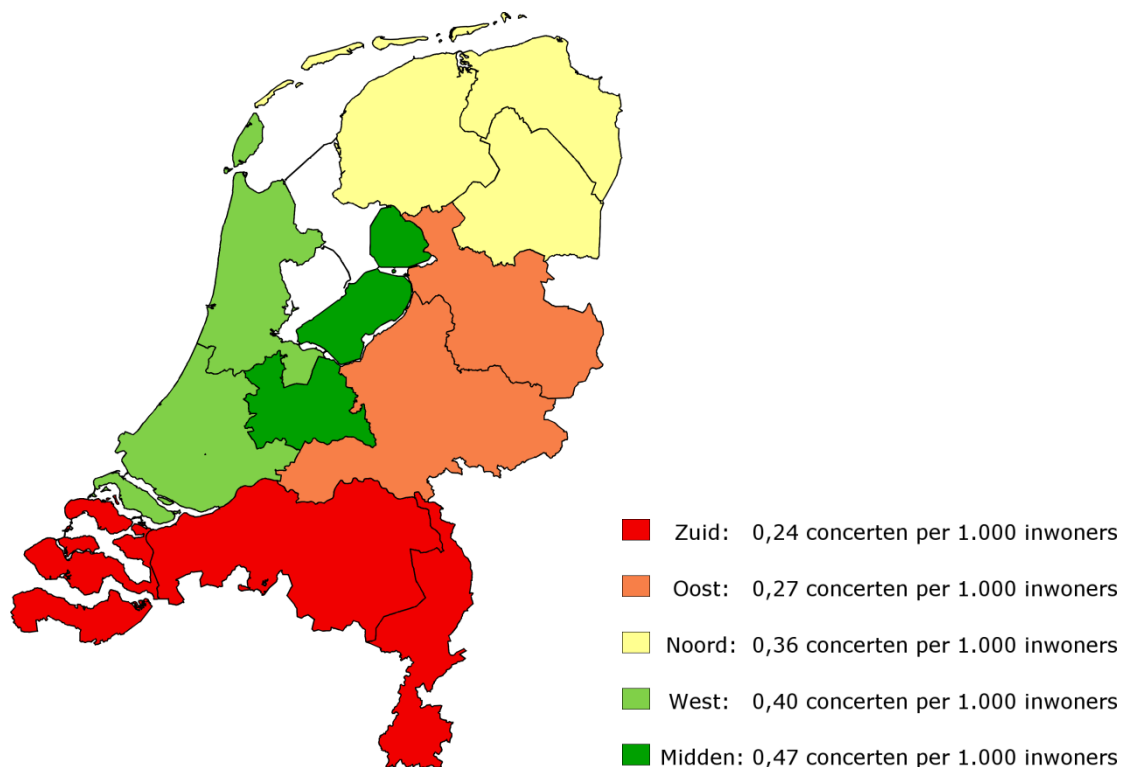 Zuid: 0,24 concerten per 1.000 inwoners
Oost: 0,27 concerten per 1.000 inwoners
Noord: 0,36 concerten per 1.000 inwoners
West: 0,40 concerten per 1.000 inwoners
Midden: 0,47 concerten per 1.000 inwoners